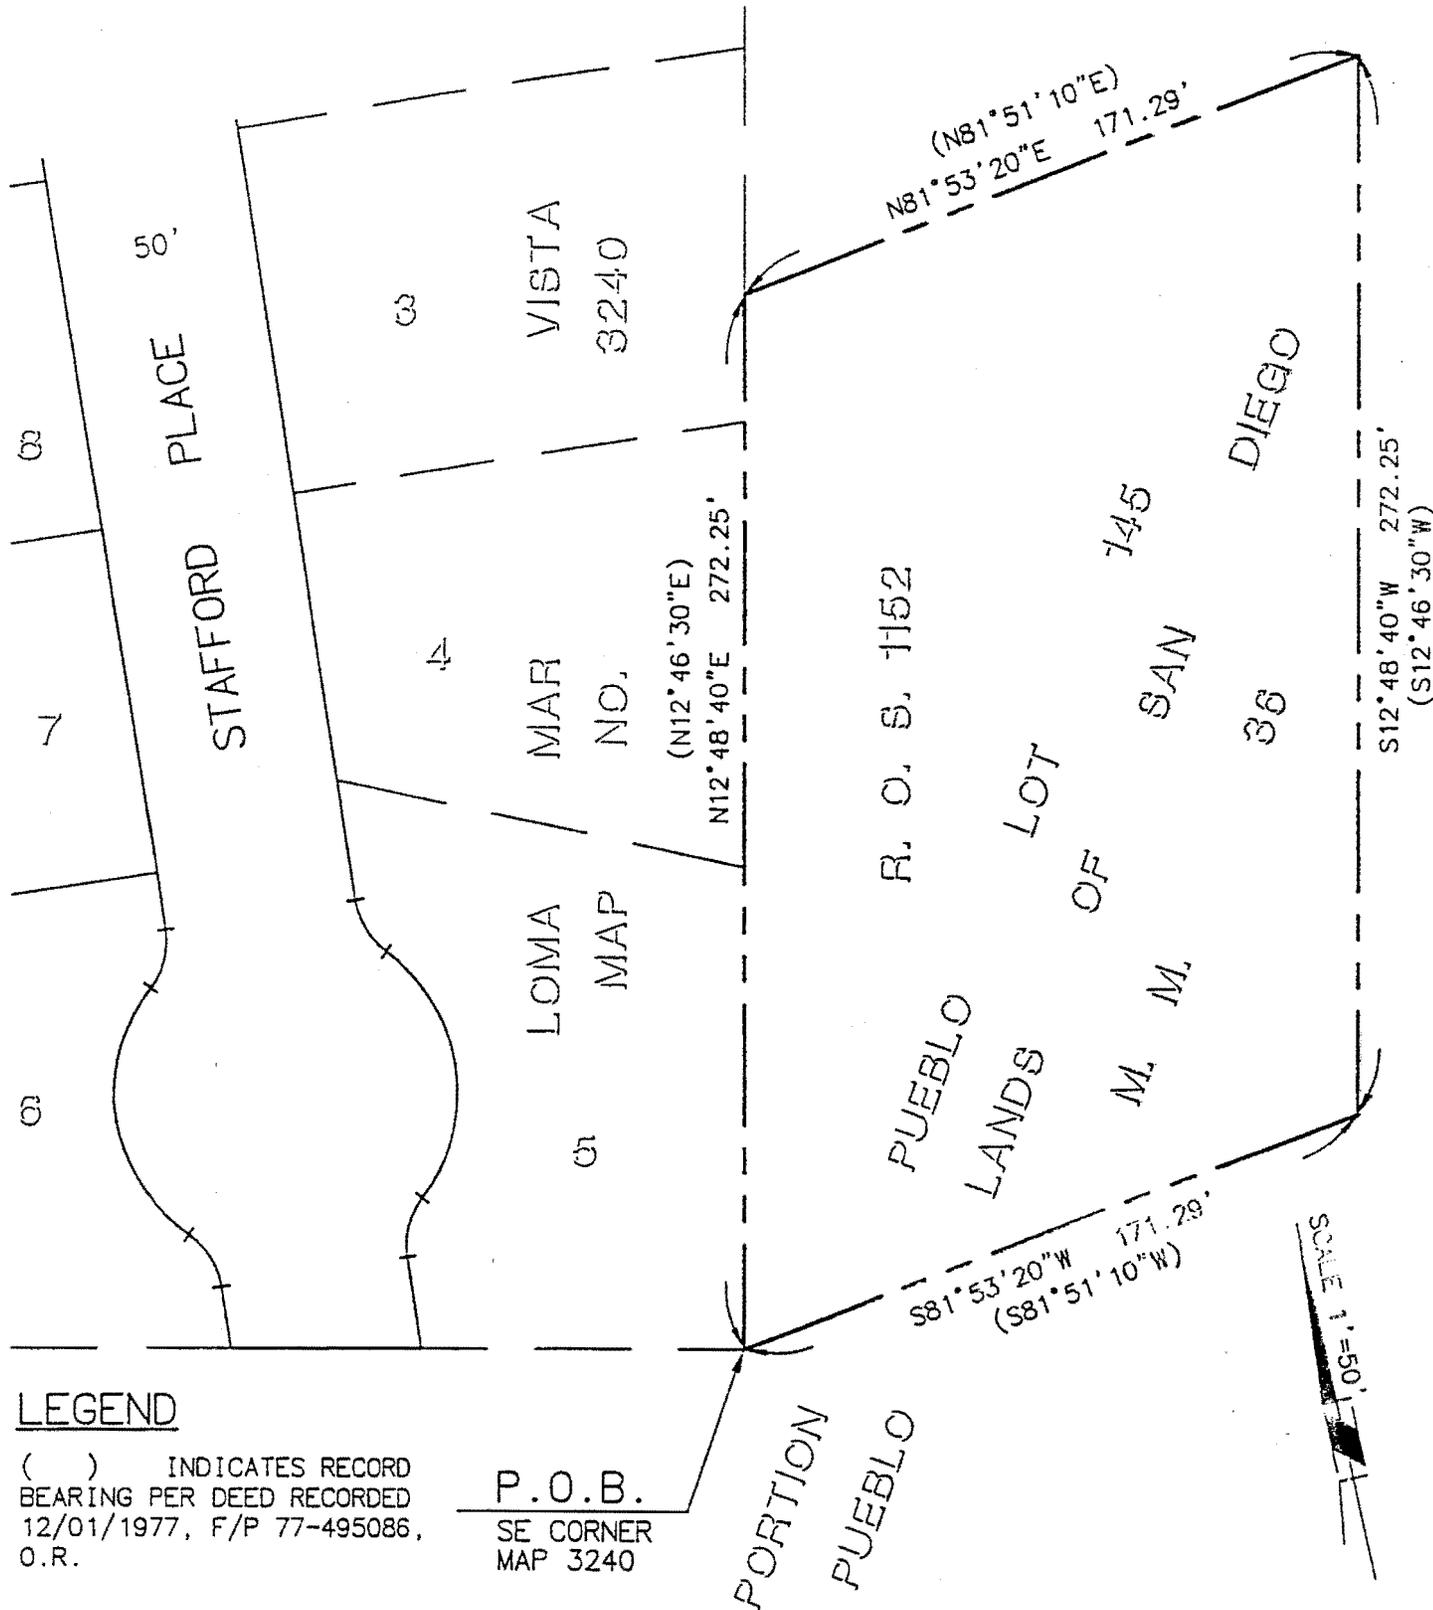 (N81°51'10"E)
N81°53'20"E 171.29'
50'
3
VISTA
3240
8
STAFFORD PLACE
DIEGO
145
(N12°46'30"E)
N12°48'40"E 272.25'
S12°48'40"W 272.25'
(S12°46'30"W)
R. O. S. 1152
4
MAR
NO.
7
SAN
36
LOT
OF
LOMA
MAP
M. M.
PUEBLO
LANDS
6
5
S81°53'20"W 171.29'
(S81°51'10"W)
SCALE 1"=50'
LEGEND
( ) INDICATES RECORD
BEARING PER DEED RECORDED
12/01/1977, F/P 77-495086,
O.R.
P.O.B.
SE CORNER
MAP 3240
PORTION
PUEBLO